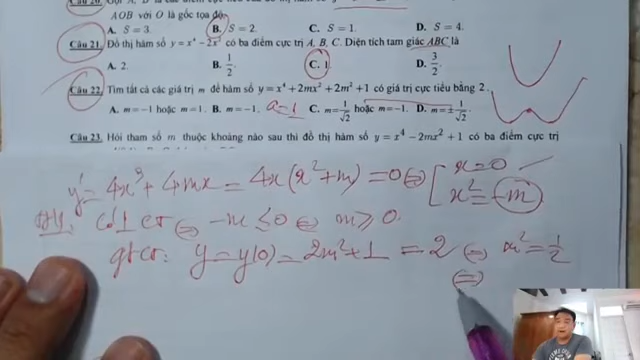 AOB với O là gốc tọa độ.
A. S = 3 B. S = 2. C. S = 1. D. S = 4.
Câu 21. Đồ thị hàm số y = x⁴ - 2x² có ba điểm cực trị A, B, C. Diện tích tam giác ABC là
A. 2. B. 1/2. C. 1. D. 3/2.
Câu 22. Tìm tất cả các giá trị m để hàm số y = x⁴ + 2mx² + 2m² + 1 có giá trị cực tiểu bằng 2.
A. m = -1 hoặc m = 1. B. m = -1. a = 1 C. m = 1/√2 hoặc m = -1. D. m = ± 1/√2.
Câu 23. Hỏi tham số m thuộc khoảng nào sau thì đồ thị hàm số y = x⁴ - 2mx² + 1 có ba điểm cực trị
y' = 4x³ + 4mx = 4x(x² + m) = 0 ⇔ [ x = 0
x² = -m
TH1: Có 1 cr ⇔ -m ≤ 0 ⇔ m ≥ 0.
gtct: y = y(0) = 2m² + 1 = 2 ⇔ m² = 1/2
⇔